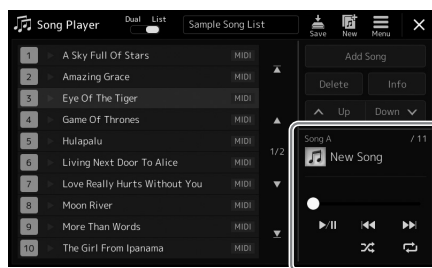 Song Player
Dual List
Sample Song List
Save
New
Menu
1 A Sky Full Of Stars MIDI
2 Amazing Grace MIDI
3 Eye Of The Tiger MIDI
4 Game Of Thrones MIDI
5 Hulapalu MIDI
6 Living Next Door To Alice MIDI
7 Love Really Hurts Without You MIDI
8 Moon River MIDI
9 More Than Words MIDI
10 The Girl From Ipanama MIDI
1/2
Add Song
Delete
Info
Up
Down
Song A / 11
New Song